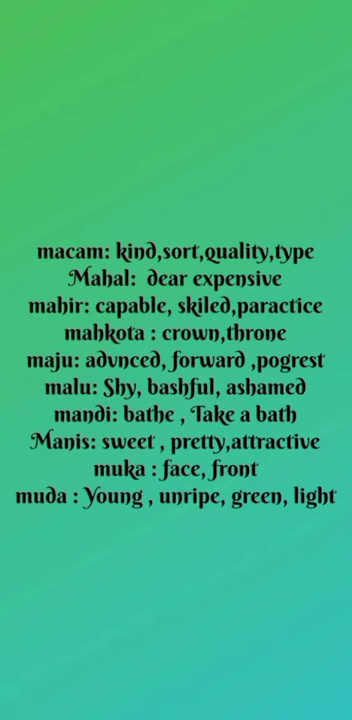 macam: kind,sort,quality,type
Mahal: dear expensive
mahir: capable, skiled,paractice
mahkota : crown,throne
maju: advnced, forward ,pogrest
malu: Shy, bashful, ashamed
mandi: bathe , Take a bath
Manis: sweet , pretty,attractive
muka : face, front
muda : Young , unripe, green, light